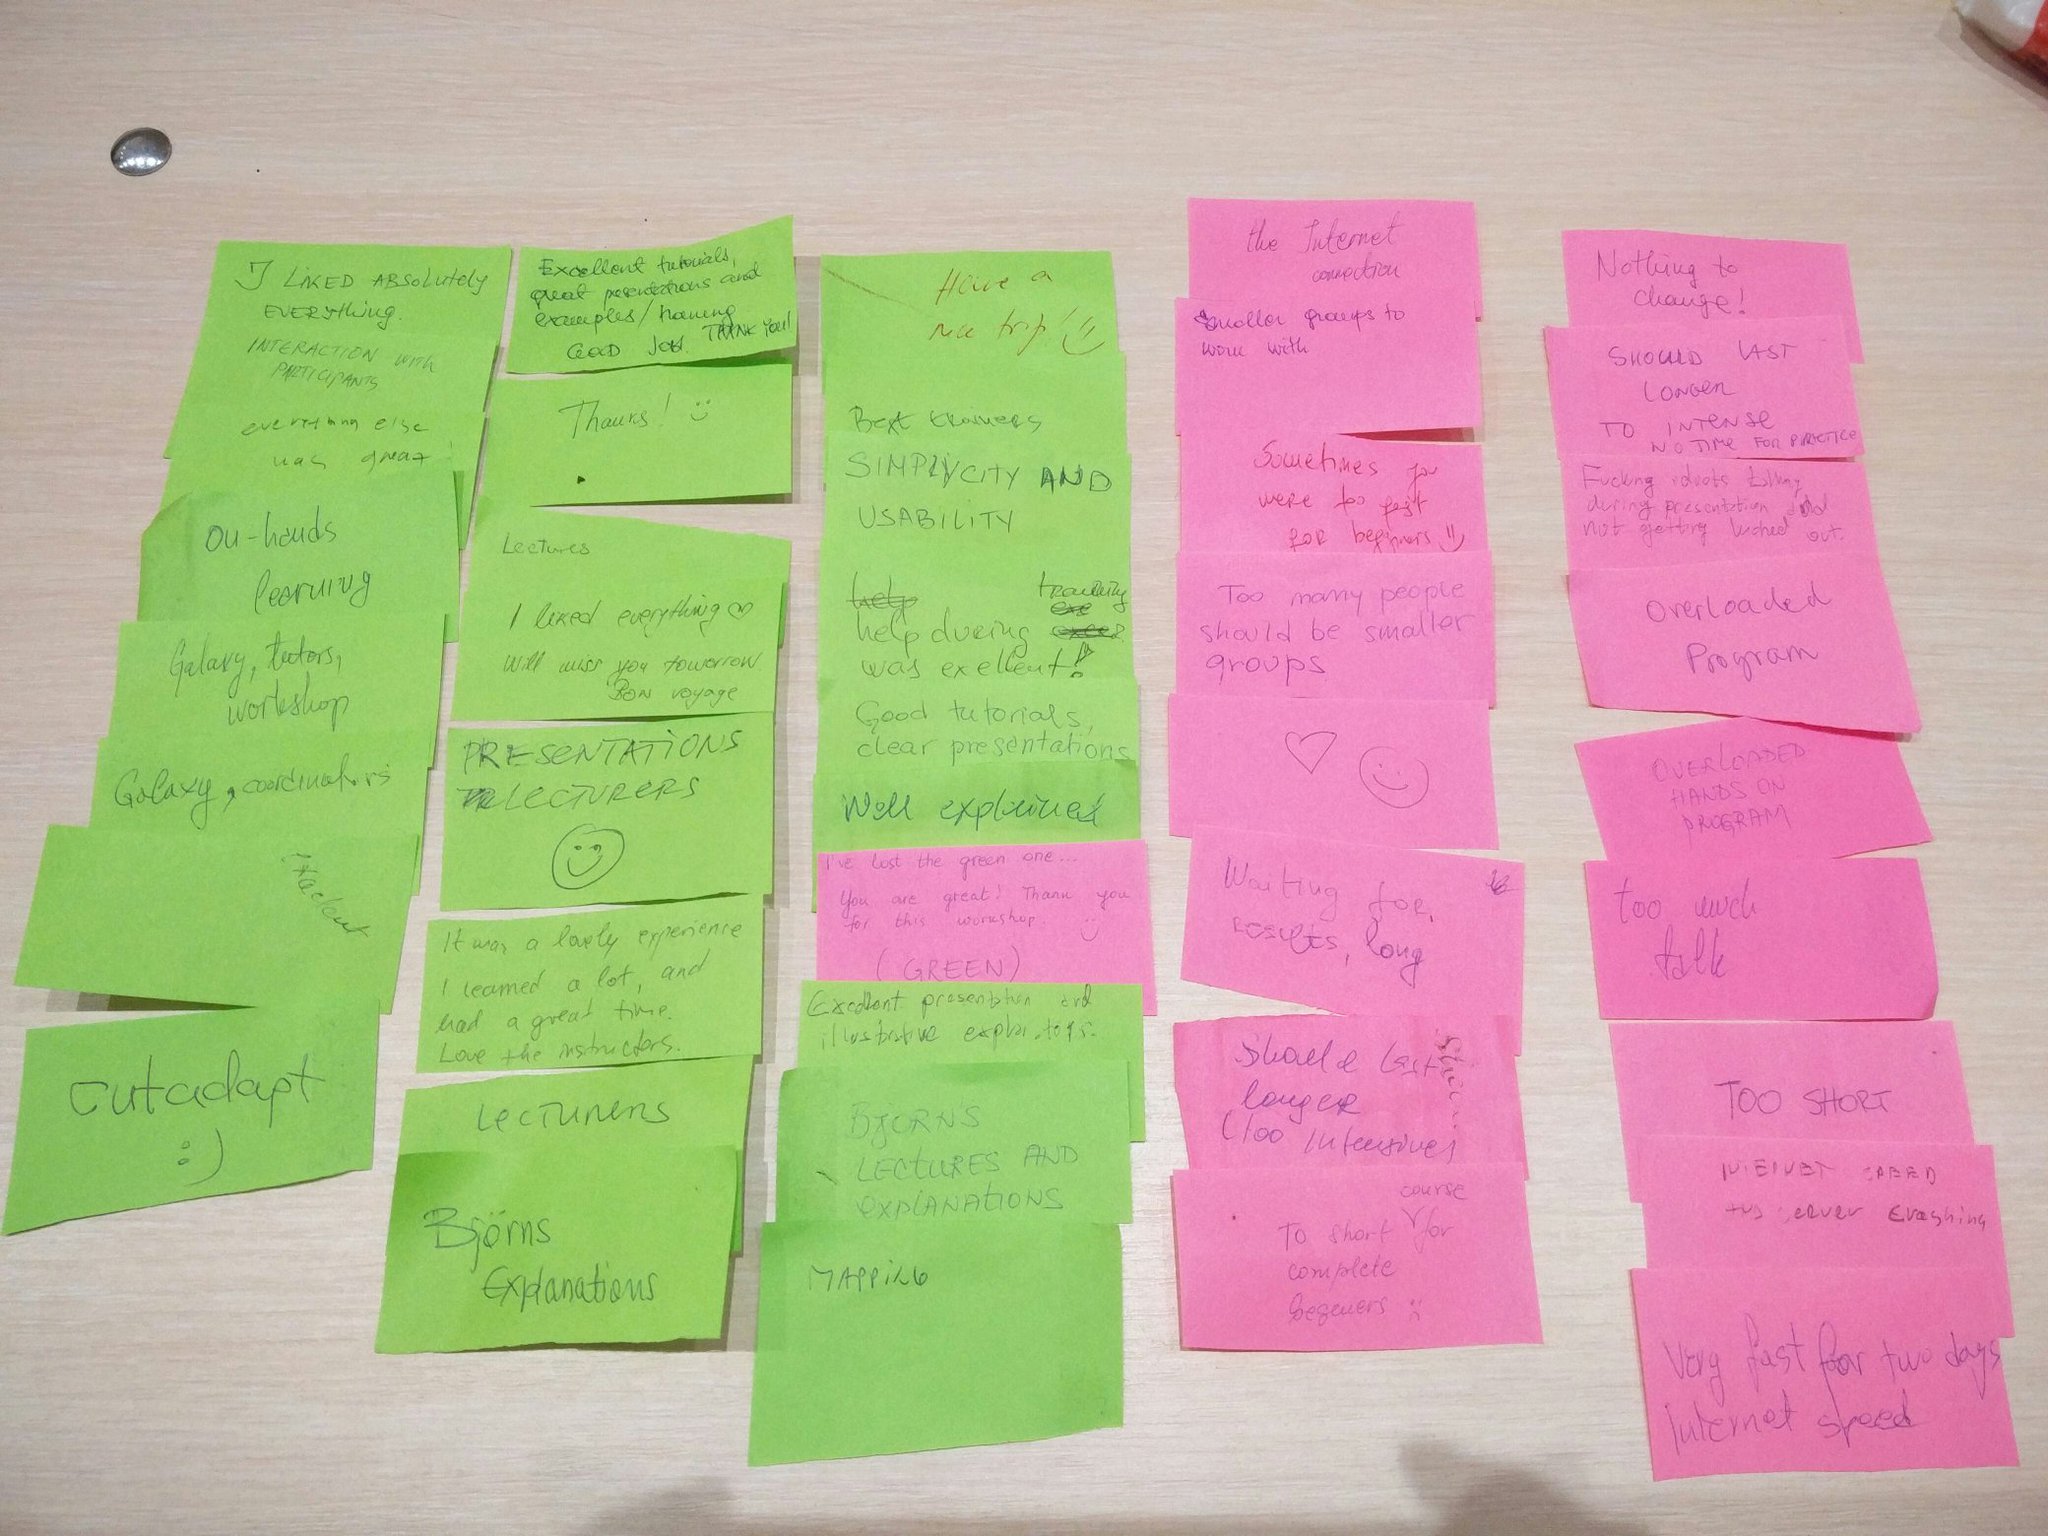 I LIKED ABSOLUTELY
EVERYTHING.
INTERACTION WITH
PARTICIPANTS
everything else
was great!
on-hands
learning
Galaxy, tutors,
workshop
Galaxy, coordinators
cutadapt
:)
Excellent tutorials,
great presentations and
examples/training
GOOD JOB. THANK YOU!
Thanks!
Lectures
I liked everything ♡
Will miss you tomorrow
Bon voyage
PRESENTATIONS
LECTURERS
It was a lovely experience
I learned a lot, and
had a great time.
Love the instructors.
Lecturers
Björns
Explanations
Have a
nice trip!
Best trainers
SIMPLYCITY AND
USABILITY
help training
help during
was exellent!
Good tutorials,
clear presentations
Well explained
I've lost the green one...
You are great! Thank you
for this workshop
(GREEN)
Excellent presentation and
illustrative
BJORN'S
LECTURES AND
EXPLANATIONS
MAPPING
the Internet
connection
Smaller groups to
work with
Sometimes you
were too fast
for beginners
Too many people
should be smaller
groups
Waiting for
results, long
Should last
longer
(Too intensive)
course
To short for
complete
begeners :(
Nothing to
change!
SHOULD LAST
LONGER
TO INTENSE
NO TIME FOR PRACTICE
Fucking idiots talking
during presentation and
not getting kicked out.
Overloaded
Program
OVERLOADED
HANDS ON
PROGRAM
too much
talk
TOO SHORT
INTERNET SPEED
server crashing
Very fast for two days
Internet speed